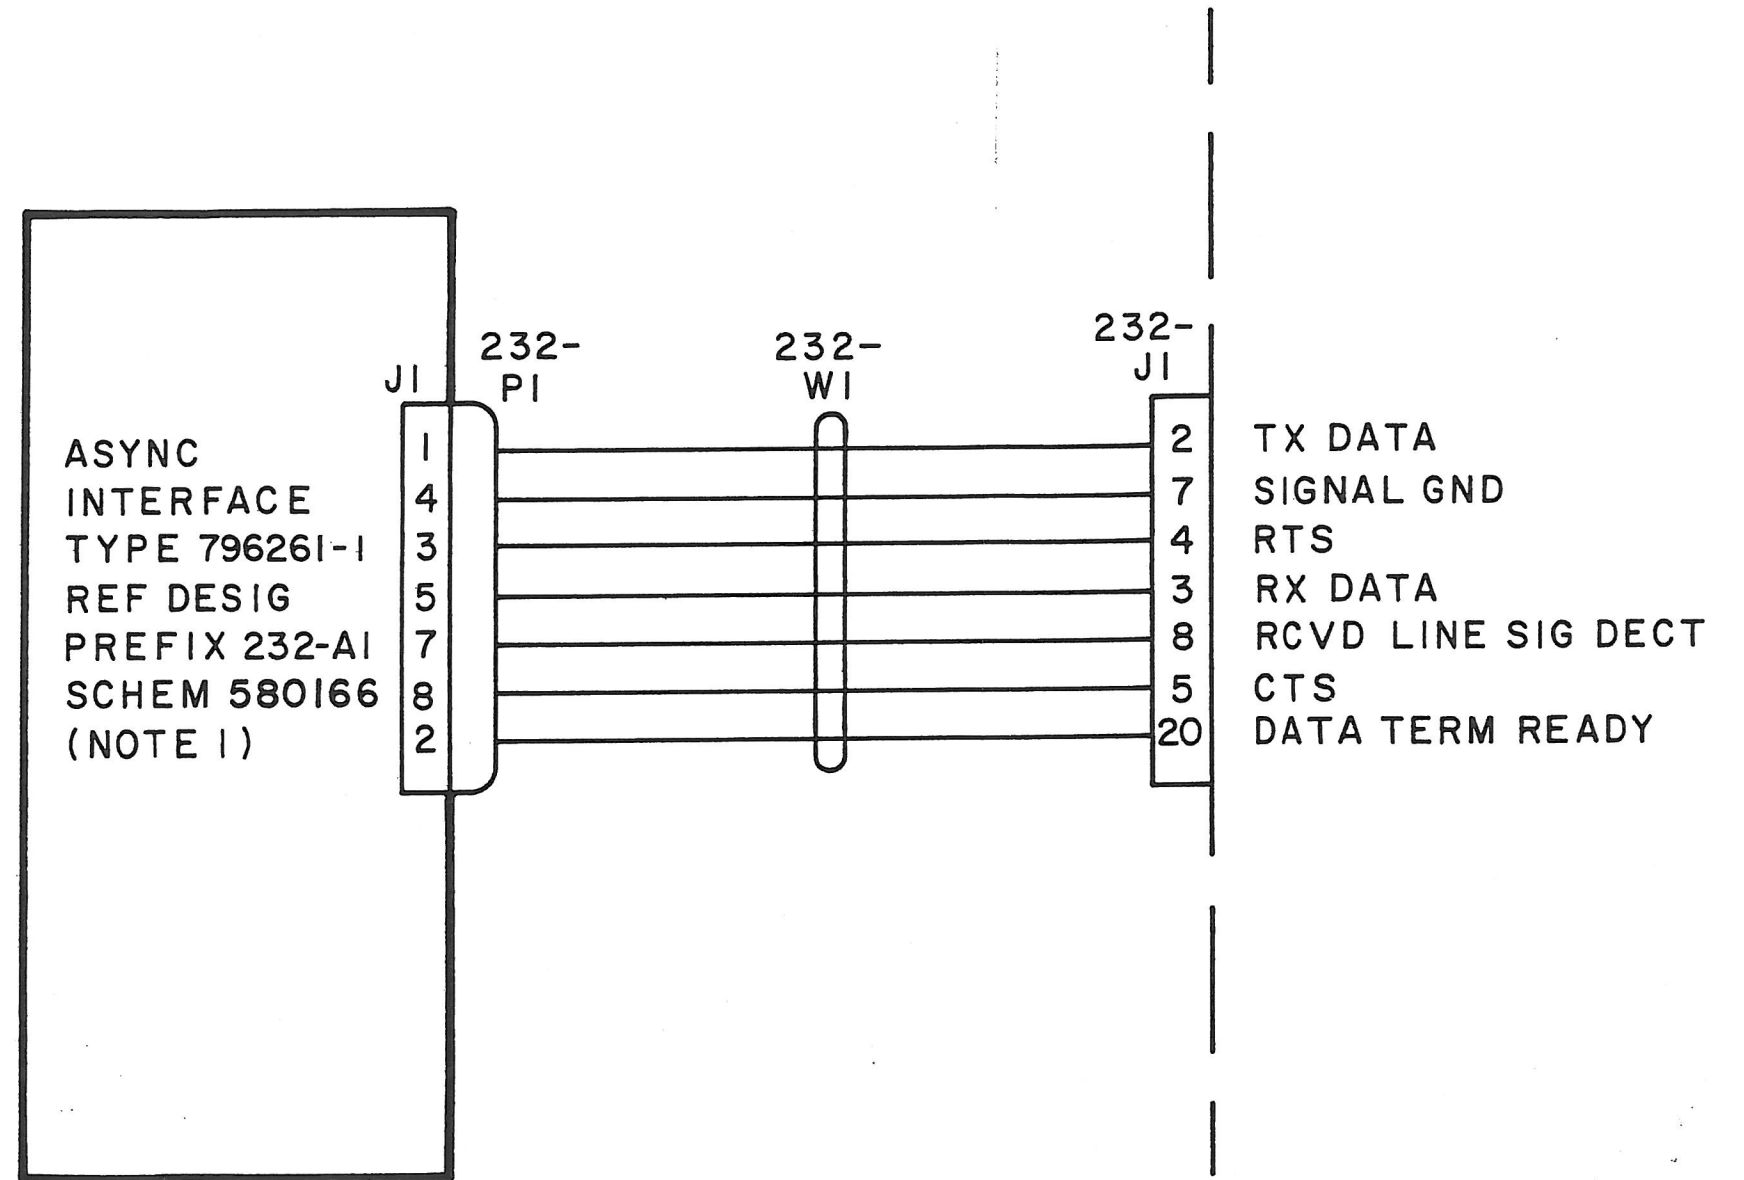 232-
J1
232-
P1
232-
W1
232-
J1
ASYNC
INTERFACE
TYPE 796261-1
REF DESIG
PREFIX 232-A1
SCHEM 580166
(NOTE 1)
1
4
3
5
7
8
2
2
7
4
3
8
5
20
TX DATA
SIGNAL GND
RTS
RX DATA
RCVD LINE SIG DECT
CTS
DATA TERM READY